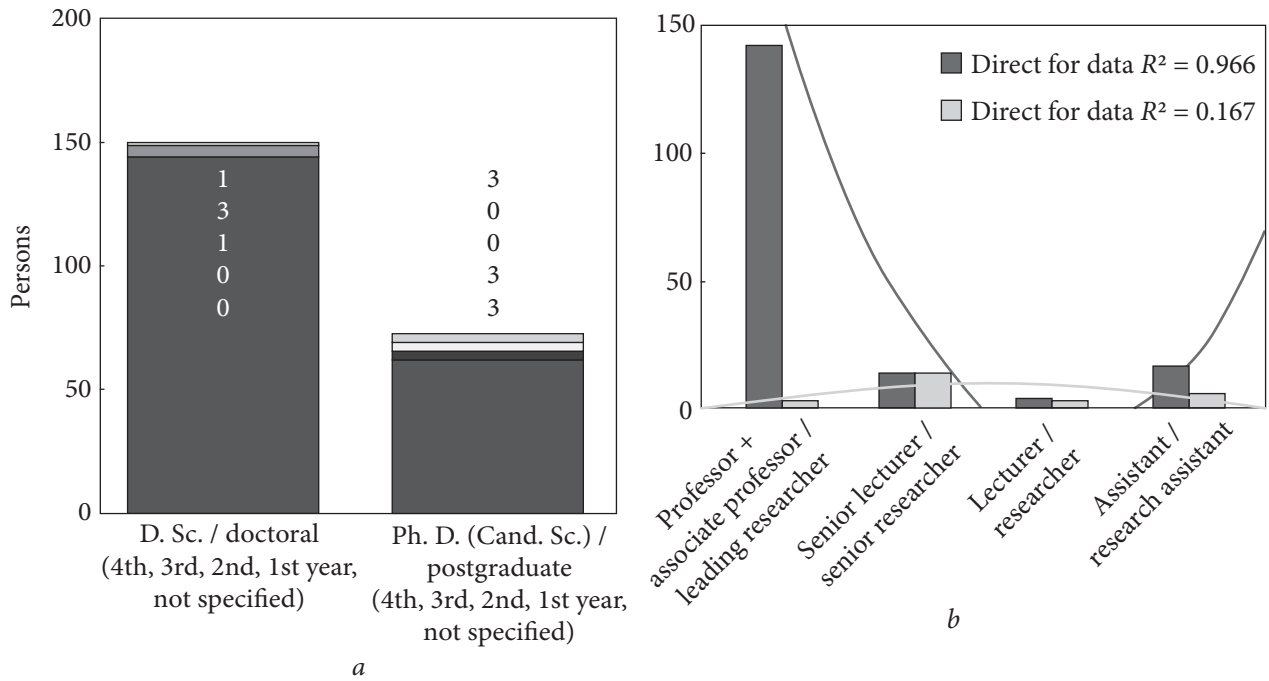 200
150
100
50
0
Persons
1
3
1
0
0
3
0
0
3
3
D. Sc. / doctoral
(4th, 3rd, 2nd, 1st year,
not specified)
Ph. D. (Cand. Sc.) /
postgraduate
(4th, 3rd, 2nd, 1st year,
not specified)
a
150
100
50
0
Direct for data R² = 0.966
Direct for data R² = 0.167
Professor +
associate professor /
leading researcher
Senior lecturer /
senior researcher
Lecturer /
researcher
Assistant /
research assistant
b